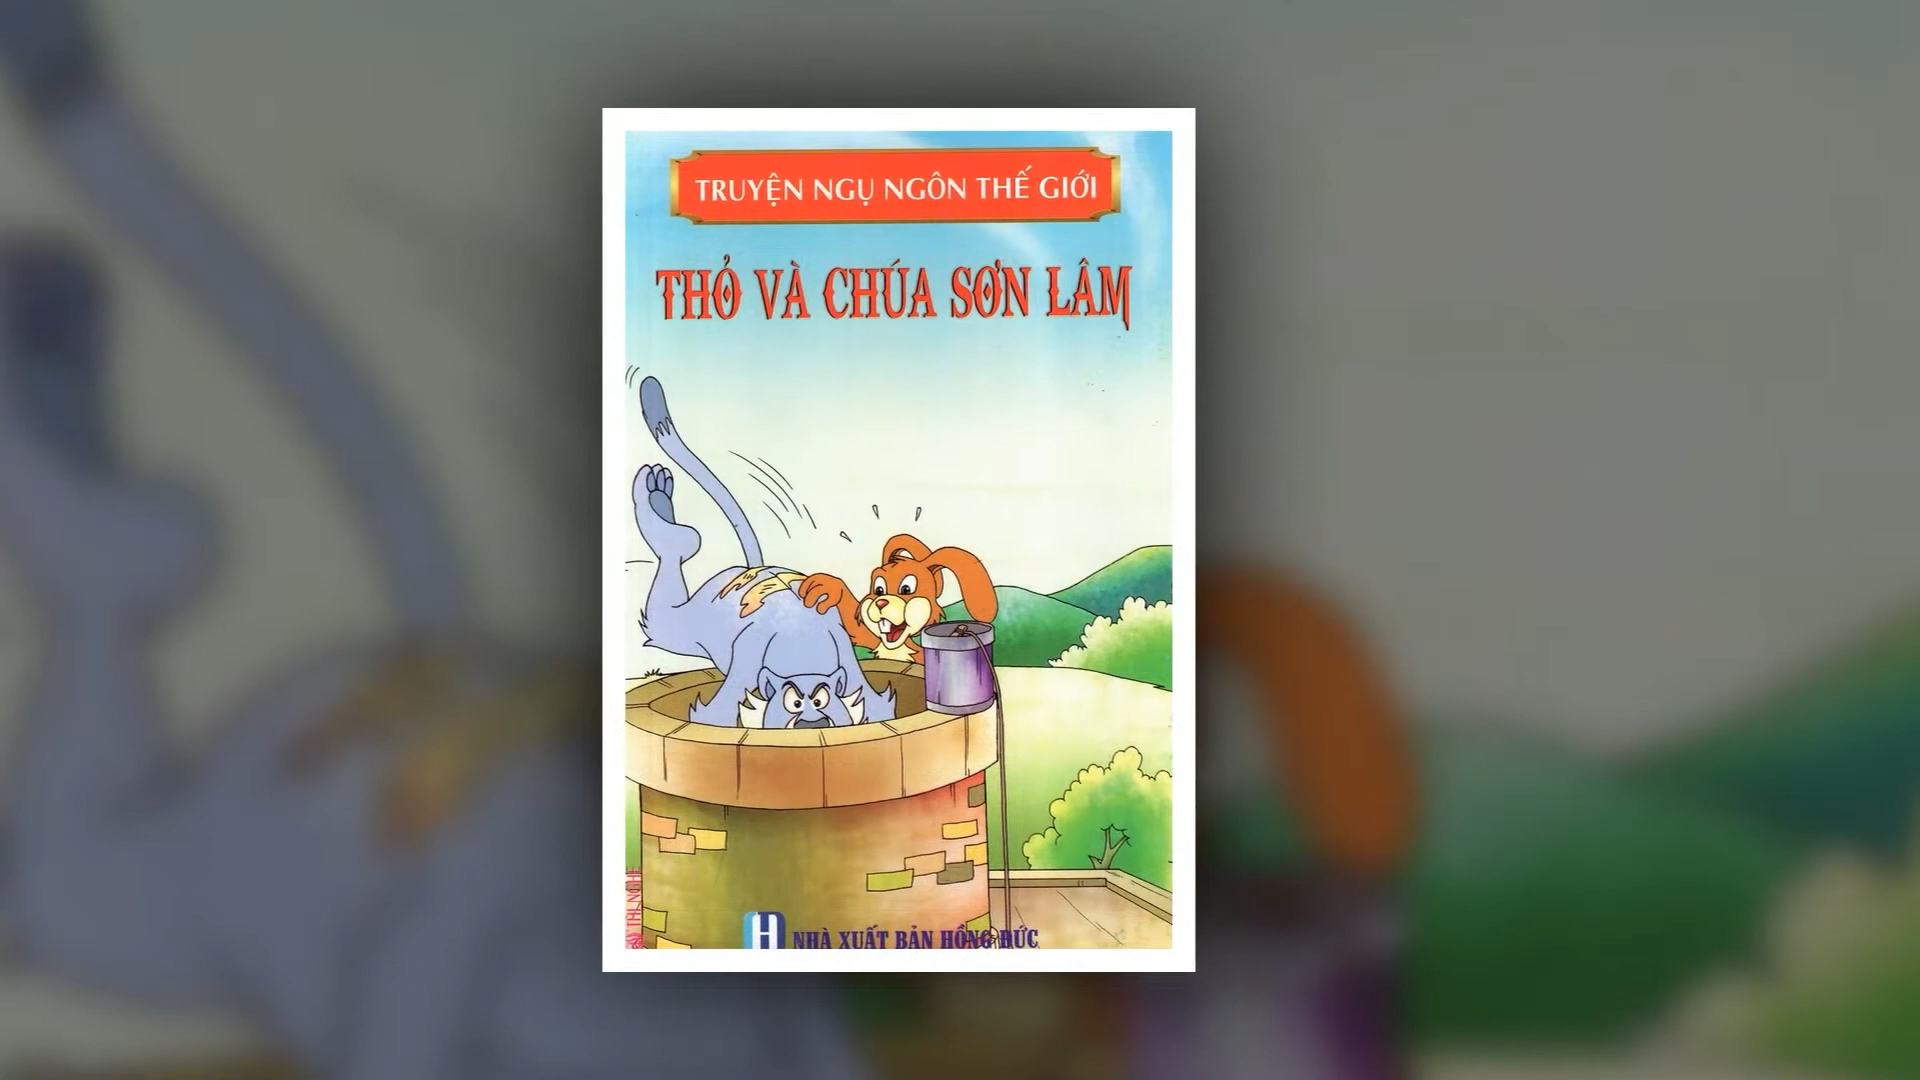 TRUYỆN NGỤ NGÔN THẾ GIỚI
THỎ VÀ CHÚA SƠN LÂM
NHÀ XUẤT BẢN HỒNG ĐỨC